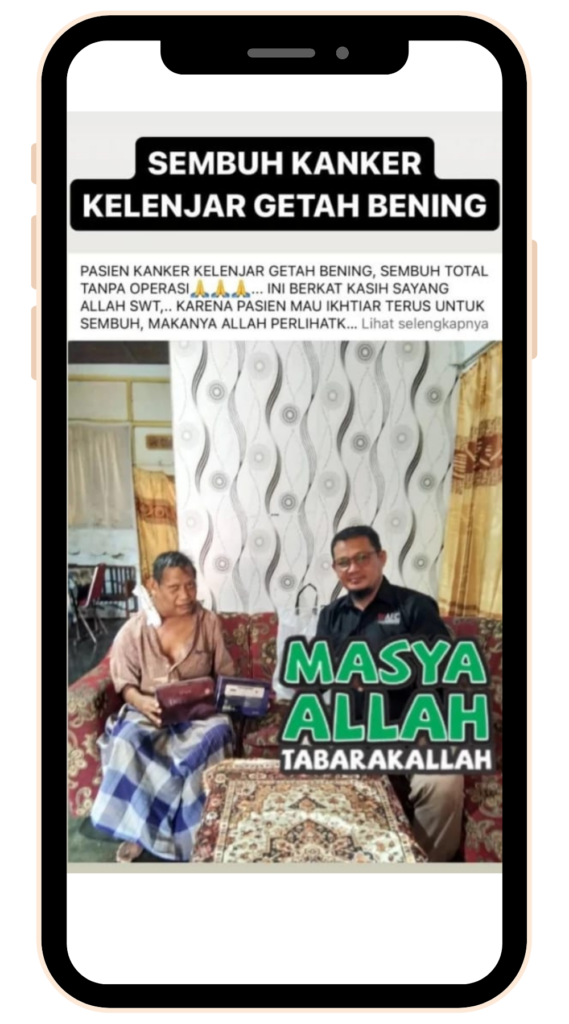 SEMBUH KANKER
KELENJAR GETAH BENING
PASIEN KANKER KELENJAR GETAH BENING, SEMBUH TOTAL
TANPA OPERASI🙏🙏🙏... INI BERKAT KASIH SAYANG
ALLAH SWT,.. KARENA PASIEN MAU IKHTIAR TERUS UNTUK
SEMBUH, MAKANYA ALLAH PERLIHATK... Lihat selengkapnya
MASYA
ALLAH
TABARAKALLAH